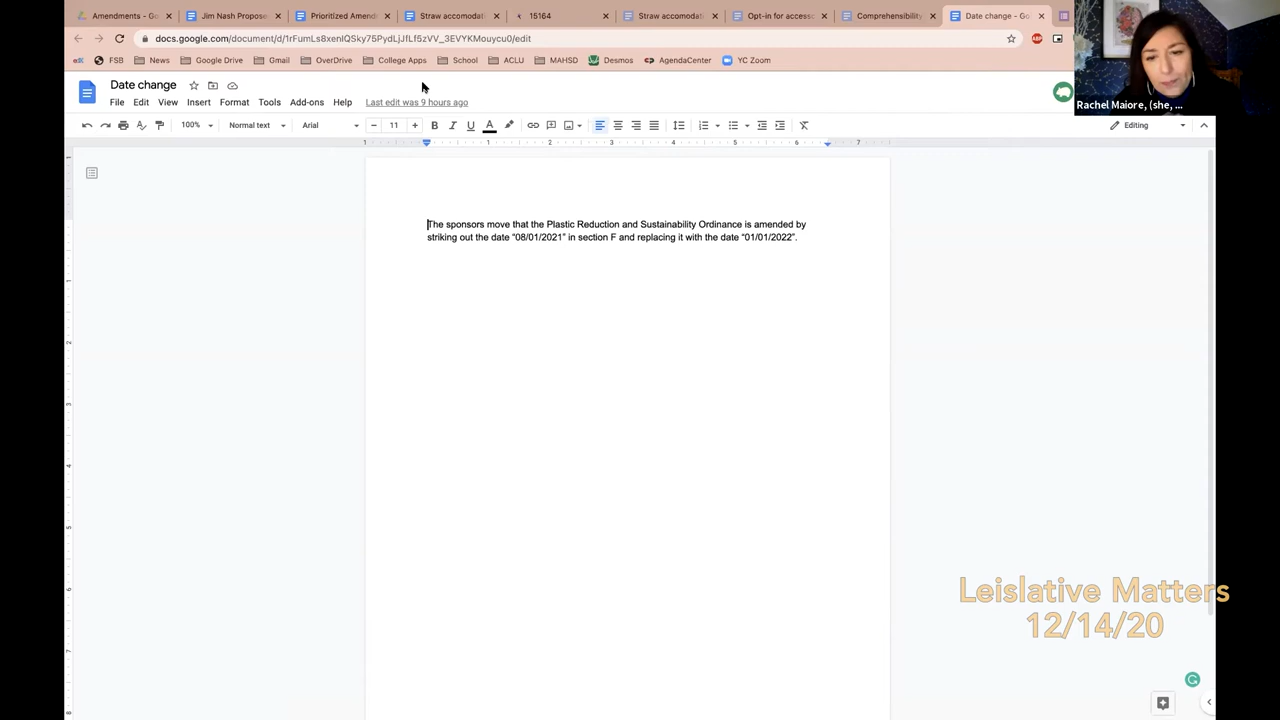 Amendments - Go
Jim Nash Propose
Prioritized Amend
Straw accomodation
15164
Straw accomodat
Opt-in for accesso
Comprehensibility
Date change - Go
docs.google.com/document/d/1rFumLs8xenIQSky75PydLjJfLf5zVV_3EVYKMouycu0/edit
FSB
News
Google Drive
Gmail
OverDrive
College Apps
School
ACLU
MAHSD
Desmos
AgendaCenter
YC Zoom
Rachel Maiore, (she, ...
Date change
File Edit View Insert Format Tools Add-ons Help Last edit was 9 hours ago
100% Normal text Arial 11 Editing
The sponsors move that the Plastic Reduction and Sustainability Ordinance is amended by
striking out the date “08/01/2021” in section F and replacing it with the date “01/01/2022”.
Leislative Matters
12/14/20